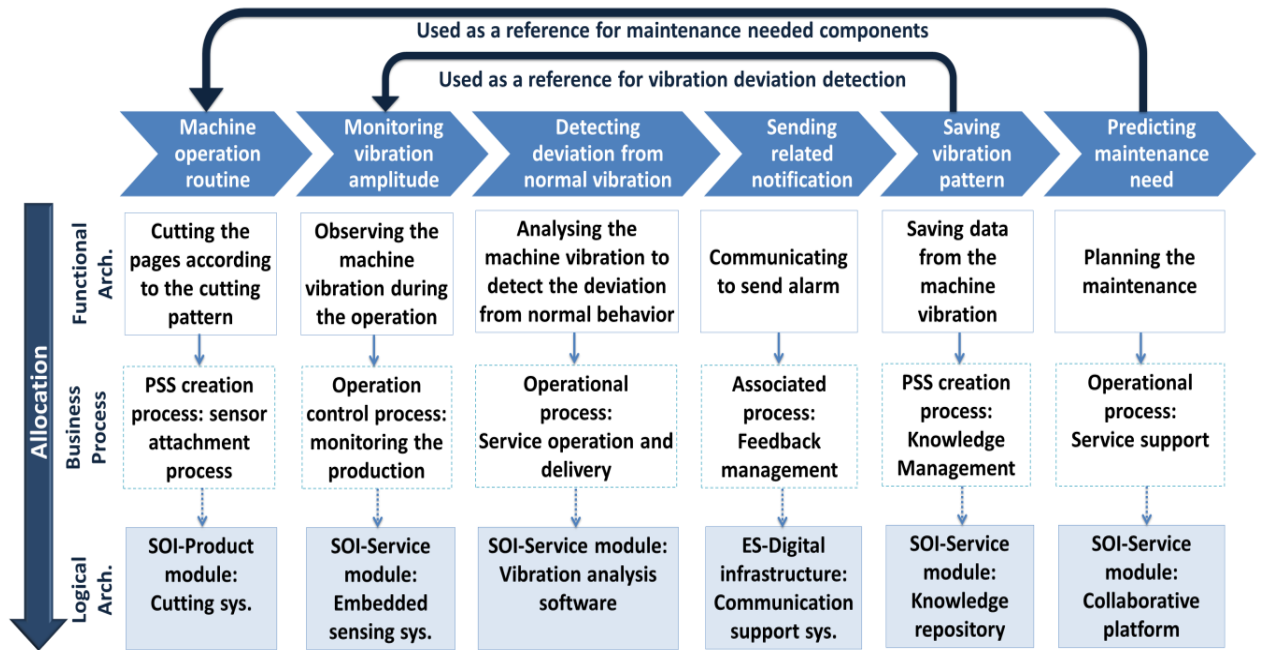 Used as a reference for maintenance needed components
Used as a reference for vibration deviation detection
Machine
operation
routine
Monitoring
vibration
amplitude
Detecting
deviation from
normal vibration
Sending
related
notification
Saving
vibration
pattern
Predicting
maintenance
need
Allocation
Functional
Arch.
Cutting the
pages according
to the cutting
pattern
Observing the
machine
vibration during
the operation
Analysing the
machine vibration to
detect the deviation
from normal behavior
Communicating
to send alarm
Saving data
from the
machine
vibration
Planning the
maintenance
Business
Process
PSS creation
process: sensor
attachment
process
Operation
control process:
monitoring the
production
Operational
process:
Service operation and
delivery
Associated
process:
Feedback
management
PSS creation
process:
Knowledge
Management
Operational
process:
Service support
Logical
Arch.
SOI-Product
module:
Cutting sys.
SOI-Service
module:
Embedded
sensing sys.
SOI-Service module:
Vibration analysis
software
ES-Digital
infrastructure:
Communication
support sys.
SOI-Service
module:
Knowledge
repository
SOI-Service
module:
Collaborative
platform